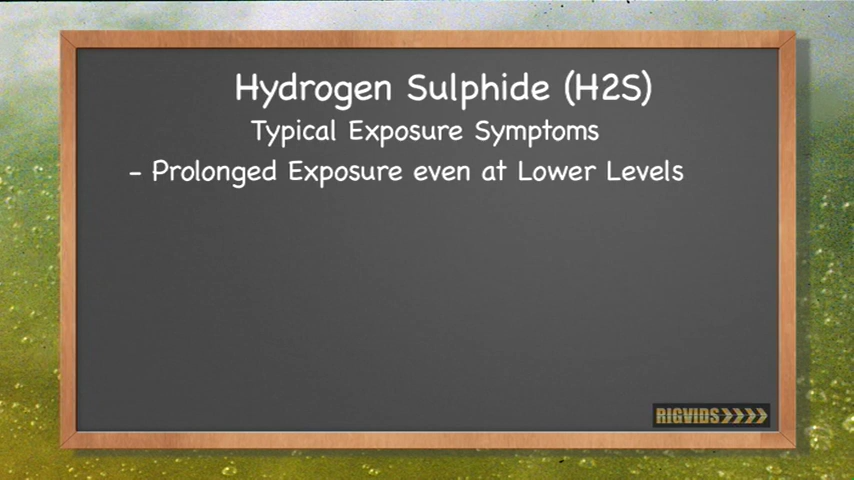 Hydrogen Sulphide (H2S)
Typical Exposure Symptoms
- Prolonged Exposure even at Lower Levels
RIGVIDS